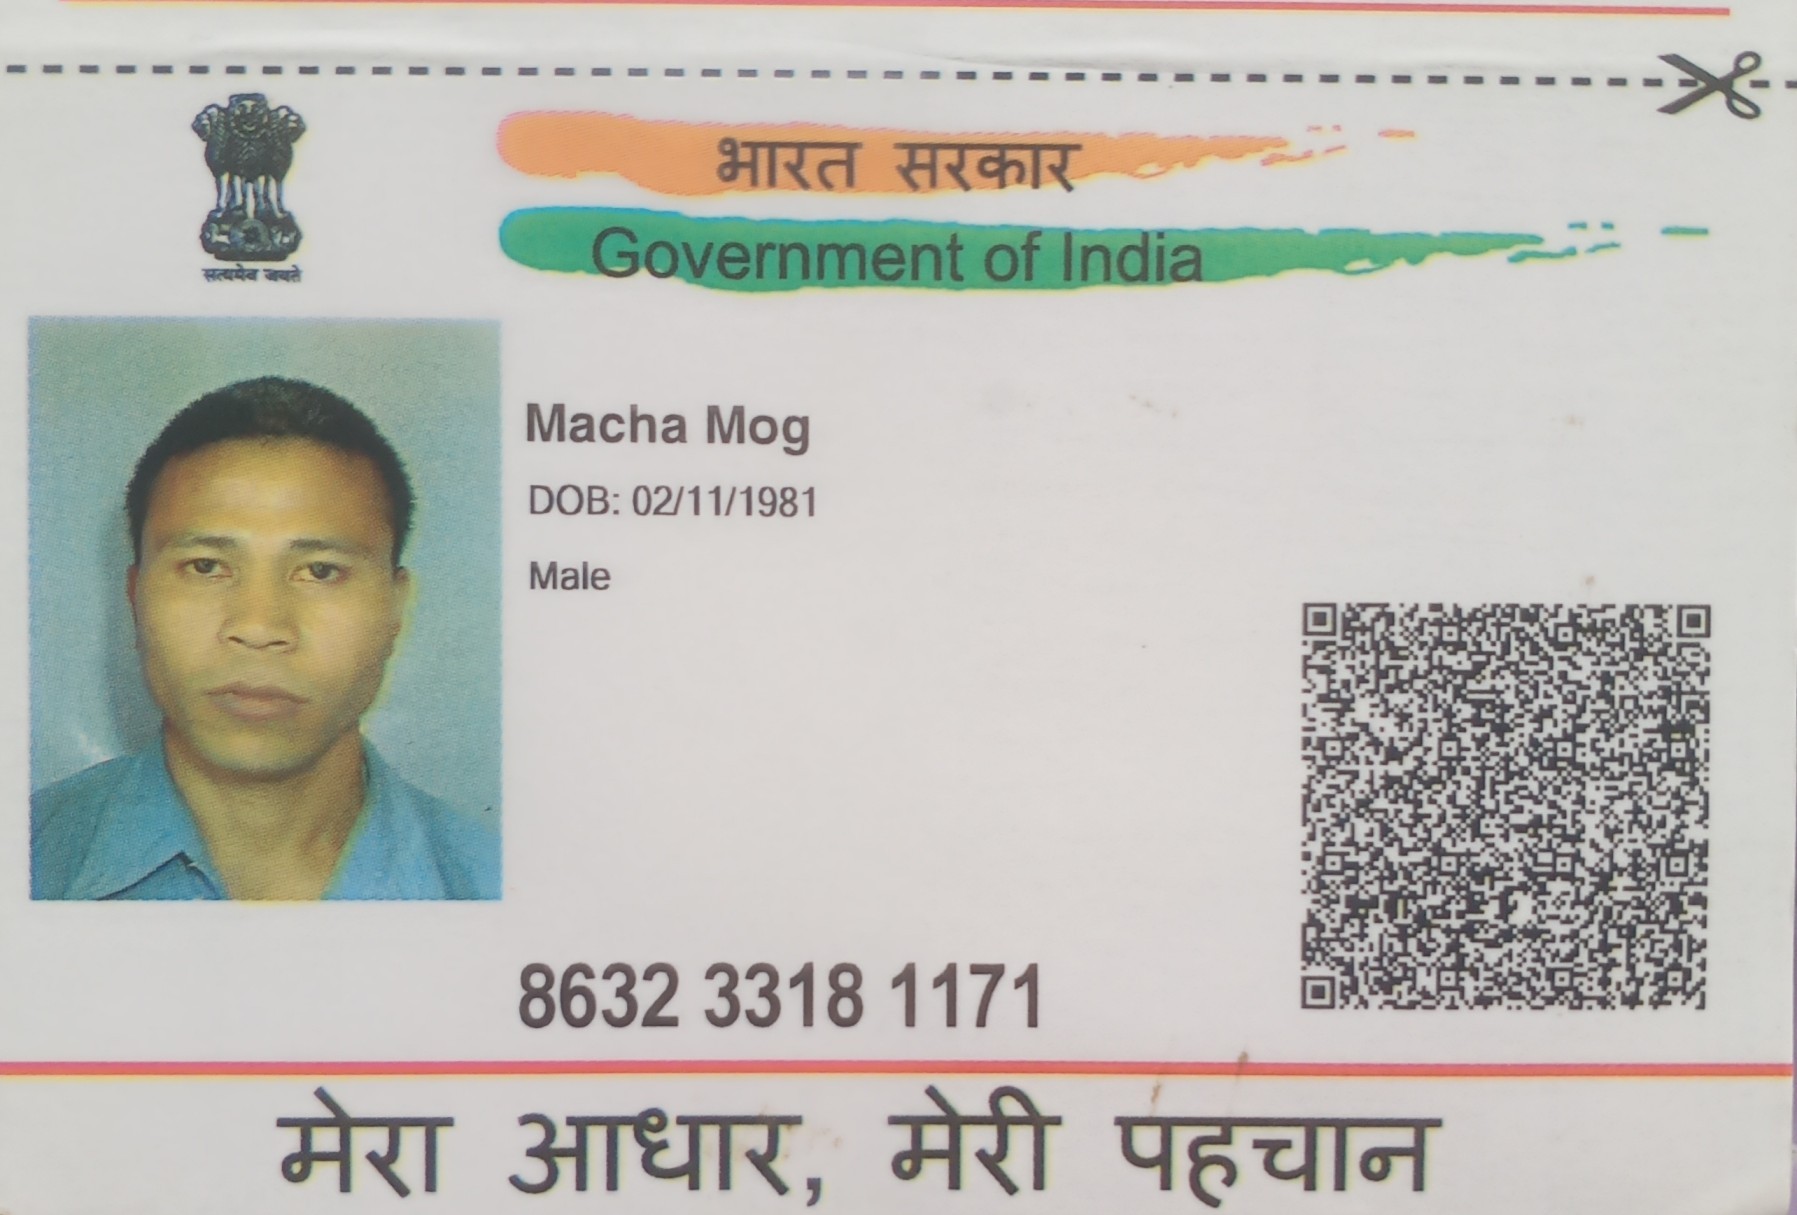 सत्यमेव जयते
भारत सरकार
Government of India
Macha Mog
DOB: 02/11/1981
Male
8632 3318 1171
मेरा आधार, मेरी पहचान